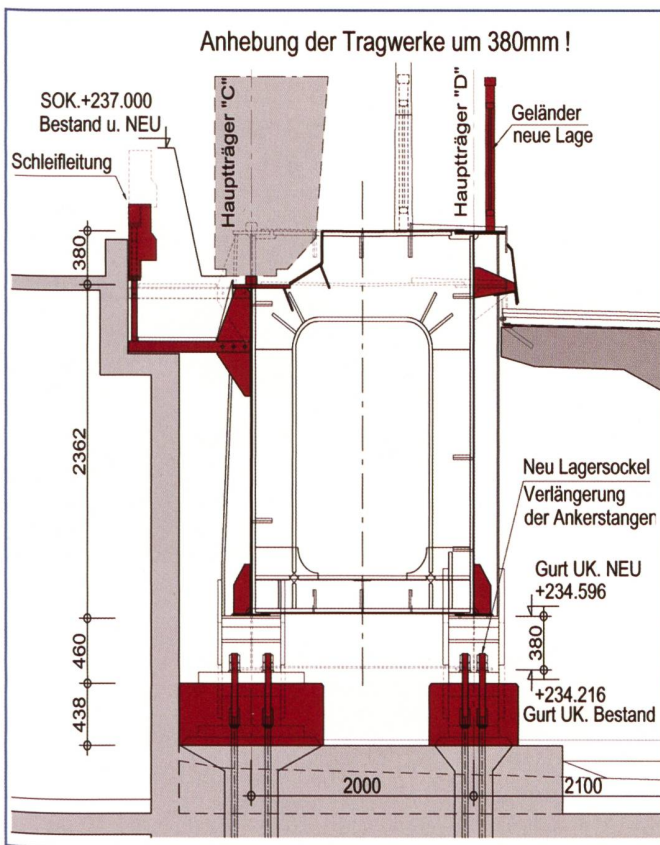 Anhebung der Tragwerke um 380mm !
SOK.+237.000
Bestand u. NEU
Schleifleitung
Hauptträger "C"
Hauptträger "D"
Geländer
neue Lage
380
2362
460
438
Neu Lagersockel
Verlängerung
der Ankerstangen
Gurt UK. NEU
+234.596
380
+234.216
Gurt UK. Bestand
2000
2100